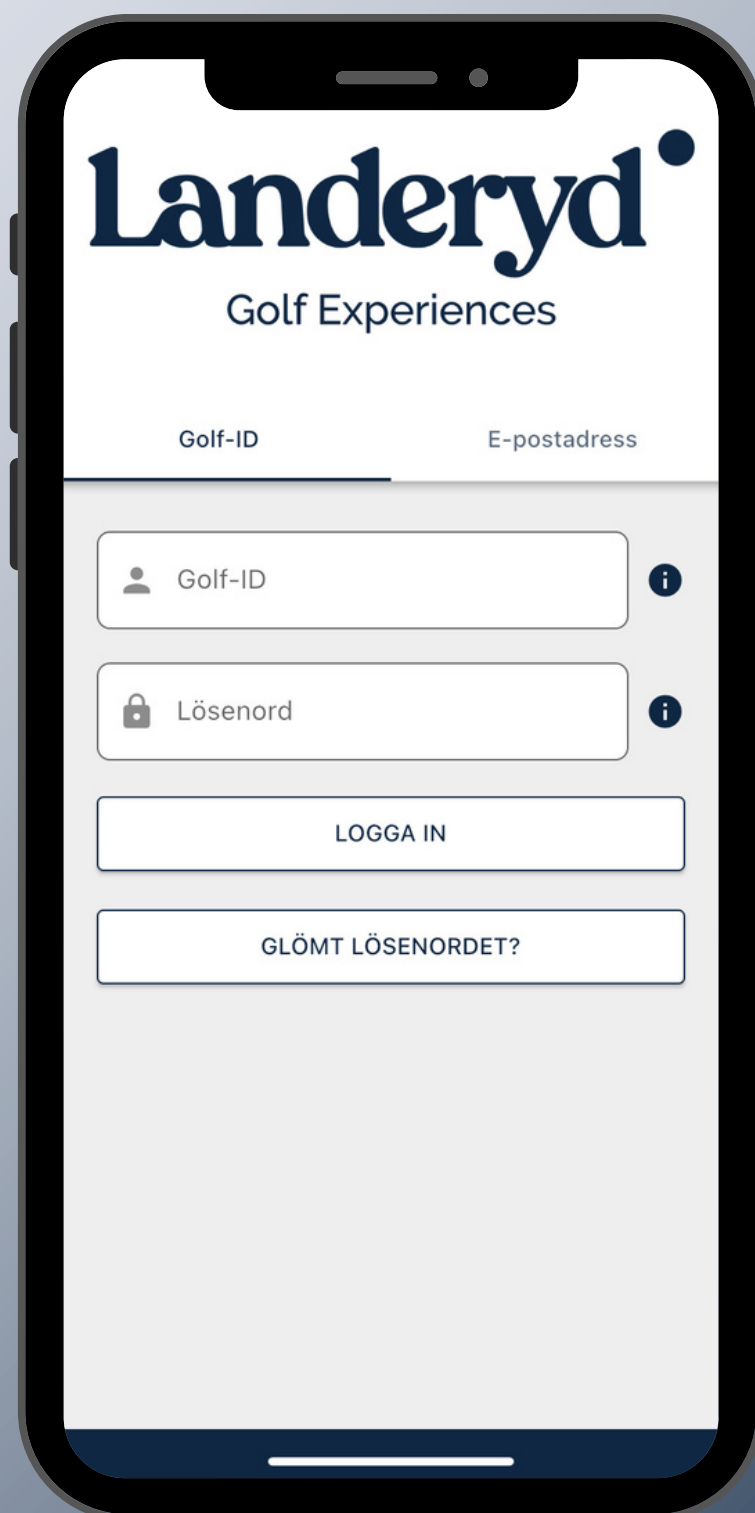 Landeryd
Golf Experiences
Golf-ID
E-postadress
Golf-ID
Lösenord
LOGGA IN
GLÖMT LÖSENORDET?